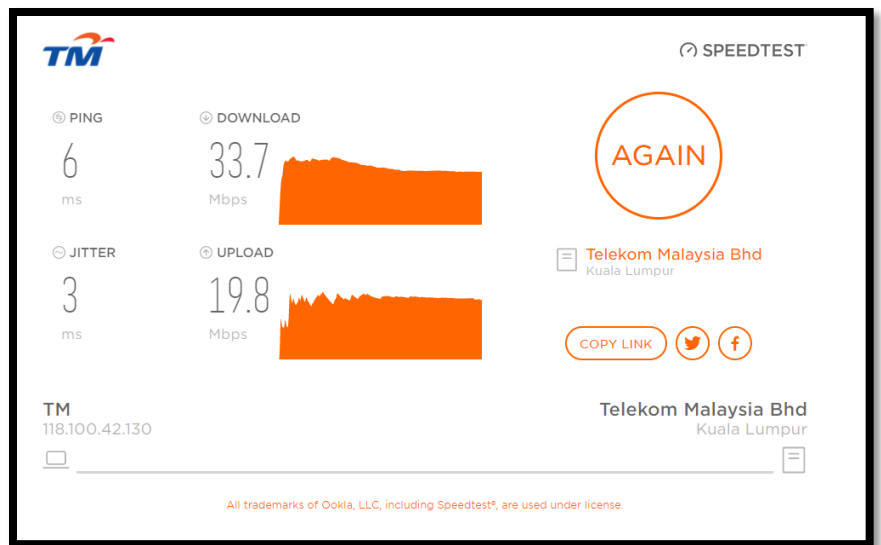 TM
SPEEDTEST
PING
DOWNLOAD
6
33.7
ms
Mbps
AGAIN
JITTER
UPLOAD
3
19.8
ms
Mbps
Telekom Malaysia Bhd
Kuala Lumpur
COPY LINK
TM
118.100.42.130
Telekom Malaysia Bhd
Kuala Lumpur
All trademarks of Ookla, LLC, including Speedtest®, are used under license.